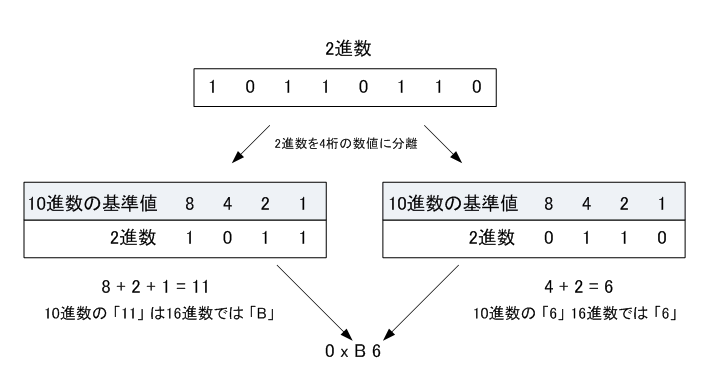 2進数
1 0 1 1 0 1 1 0
2進数を4桁の数値に分離
10進数の基準値 8 4 2 1
2進数 1 0 1 1
8 + 2 + 1 = 11
10進数の「11」は16進数では「B」
10進数の基準値 8 4 2 1
2進数 0 1 1 0
4 + 2 = 6
10進数の「6」16進数では「6」
0 x B 6